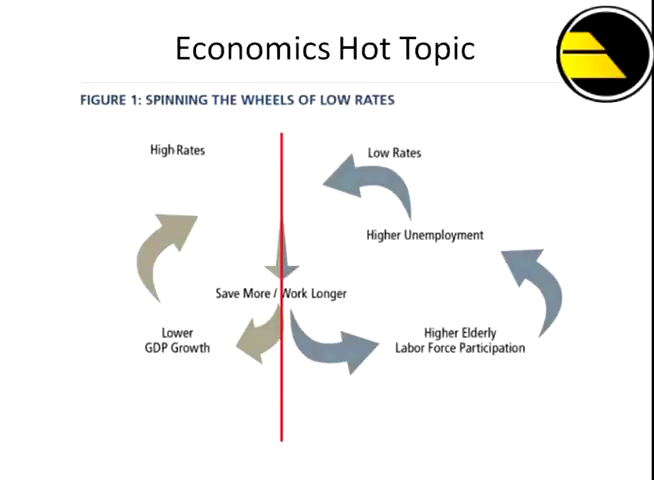 Economics Hot Topic
FIGURE 1: SPINNING THE WHEELS OF LOW RATES
High Rates
Low Rates
Higher Unemployment
Save More / Work Longer
Lower
GDP Growth
Higher Elderly
Labor Force Participation